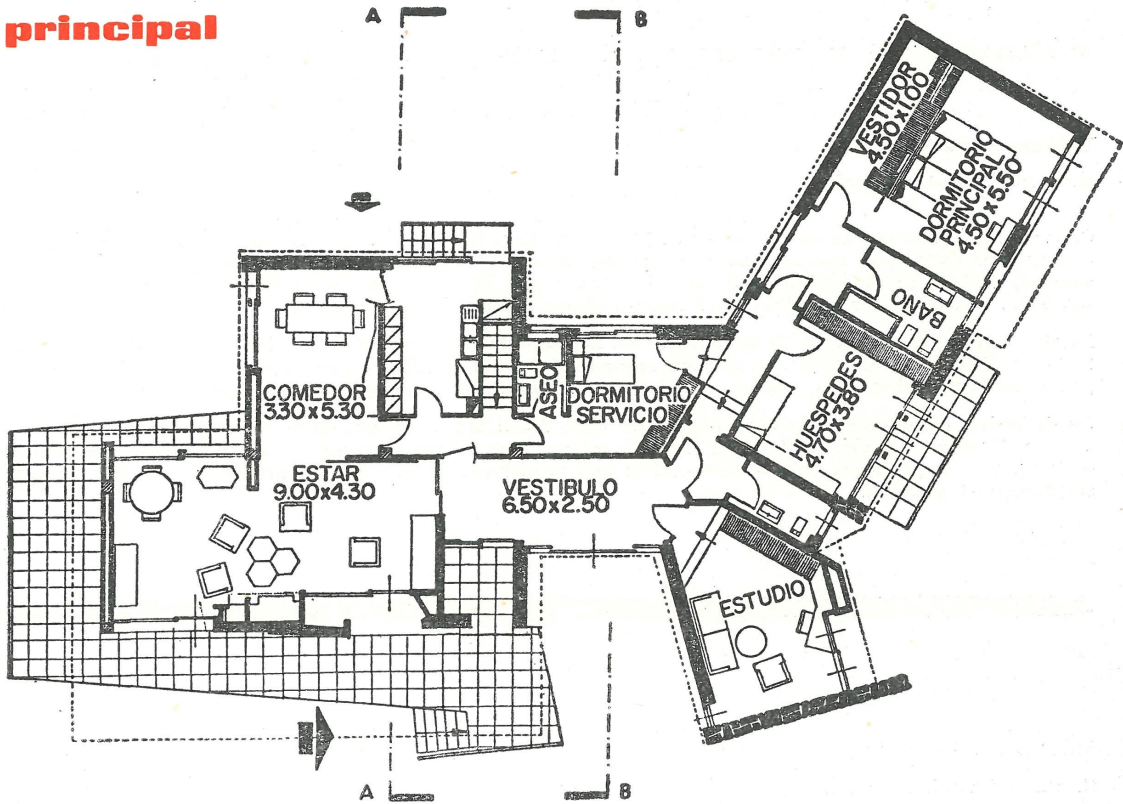 principal
A
B
VESTIDOR
4.50x1.00
DORMITORIO
PRINCIPAL
4.50x5.50
BAÑO
COMEDOR
3.30x5.30
ASEO
DORMITORIO
SERVICIO
HUESPEDES
4.70x3.80
ESTAR
9.00x4.30
VESTIBULO
6.50x2.50
ESTUDIO
A
B